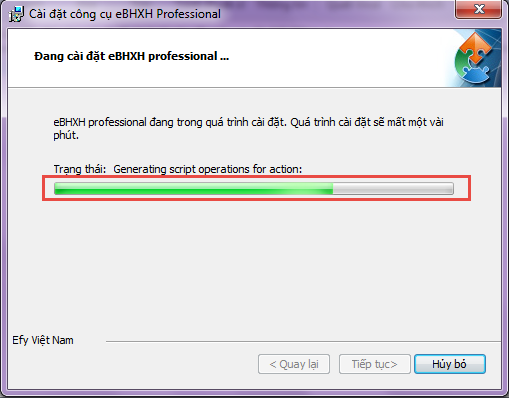 Cài đặt công cụ eBHXH Professional
Đang cài đặt eBHXH professional ...
eBHXH professional đang trong quá trình cài đặt. Quá trình cài đặt sẽ mất một vài
phút.
Trạng thái: Generating script operations for action:
Efy Việt Nam
< Quay lại
Tiếp tục>
Hủy bỏ